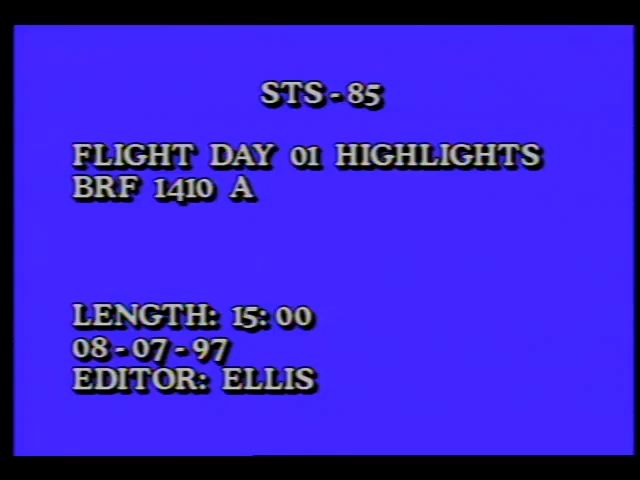 STS - 85
FLIGHT DAY 01 HIGHLIGHTS
BRF 1410 A
LENGTH: 15: 00
08 - 07 - 97
EDITOR: ELLIS